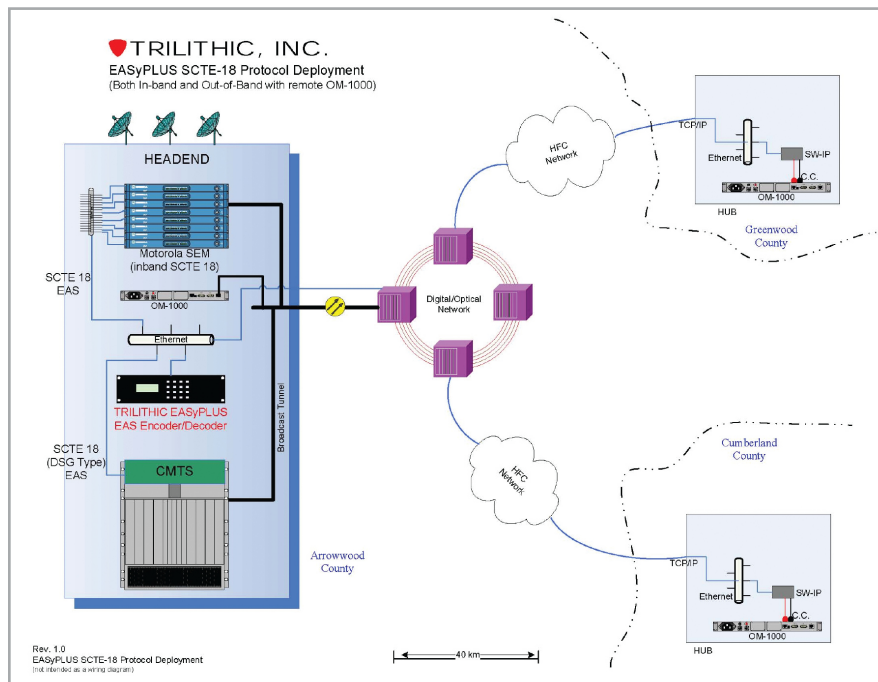 TRILITHIC, INC.
EASyPLUS SCTE-18 Protocol Deployment
(Both In-band and Out-of-Band with remote OM-1000)
HEADEND
Motorola SEM
(inband SCTE 18)
SCTE 18
EAS
OM-1000
Ethernet
TRILITHIC EASyPLUS
EAS Encoder/Decoder
SCTE 18
(DSG Type)
EAS
CMTS
Broadcast Tunnel
Arrowwood
County
Digital/Optical
Network
HFC
Network
TCP/IP
Ethernet
SW-IP
C.C.
OM-1000
HUB
Greenwood
County
HFC
Network
Cumberland
County
TCP/IP
Ethernet
SW-IP
C.C.
OM-1000
HUB
40 km
Rev. 1.0
EASyPLUS SCTE-18 Protocol Deployment
(not intended as a wiring diagram)